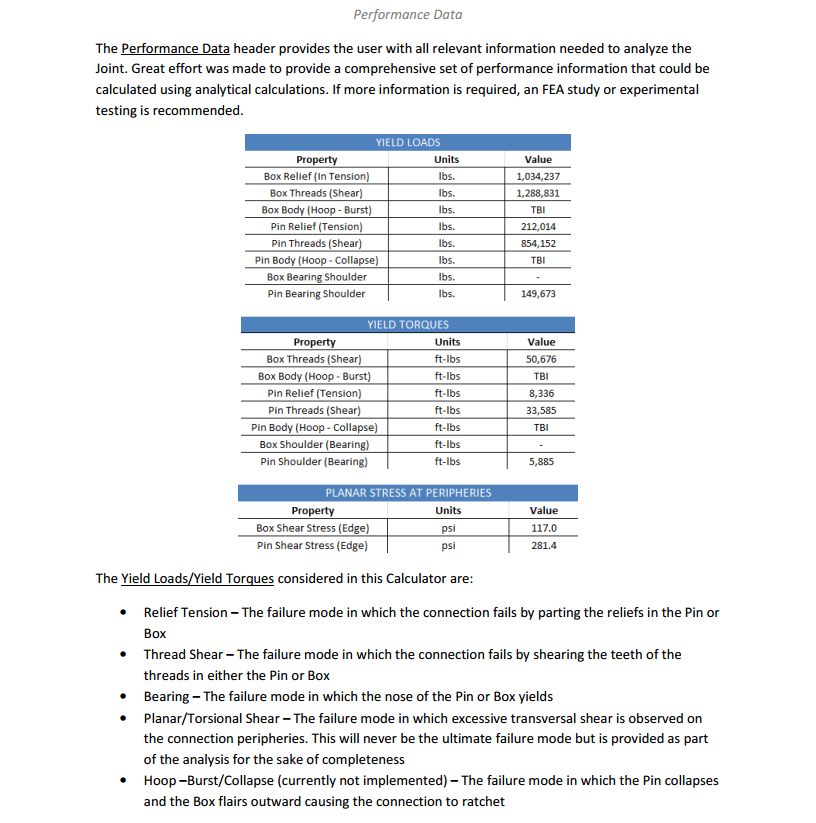 Performance Data
The Performance Data header provides the user with all relevant information needed to analyze the
Joint. Great effort was made to provide a comprehensive set of performance information that could be
calculated using analytical calculations. If more information is required, an FEA study or experimental
testing is recommended.
YIELD LOADS
Property Units Value
Box Relief (In Tension) lbs. 1,034,237
Box Threads (Shear) lbs. 1,288,831
Box Body (Hoop - Burst) lbs. TBI
Pin Relief (Tension) lbs. 212,014
Pin Threads (Shear) lbs. 854,152
Pin Body (Hoop - Collapse) lbs. TBI
Box Bearing Shoulder lbs. -
Pin Bearing Shoulder lbs. 149,673
YIELD TORQUES
Property Units Value
Box Threads (Shear) ft-lbs 50,676
Box Body (Hoop - Burst) ft-lbs TBI
Pin Relief (Tension) ft-lbs 8,336
Pin Threads (Shear) ft-lbs 33,585
Pin Body (Hoop - Collapse) ft-lbs TBI
Box Shoulder (Bearing) ft-lbs -
Pin Shoulder (Bearing) ft-lbs 5,885
PLANAR STRESS AT PERIPHERIES
Property Units Value
Box Shear Stress (Edge) psi 117.0
Pin Shear Stress (Edge) psi 281.4
The Yield Loads/Yield Torques considered in this Calculator are:
• Relief Tension – The failure mode in which the connection fails by parting the reliefs in the Pin or
Box
• Thread Shear – The failure mode in which the connection fails by shearing the teeth of the
threads in either the Pin or Box
• Bearing – The failure mode in which the nose of the Pin or Box yields
• Planar/Torsional Shear – The failure mode in which excessive transversal shear is observed on
the connection peripheries. This will never be the ultimate failure mode but is provided as part
of the analysis for the sake of completeness
• Hoop –Burst/Collapse (currently not implemented) – The failure mode in which the Pin collapses
and the Box flairs outward causing the connection to ratchet